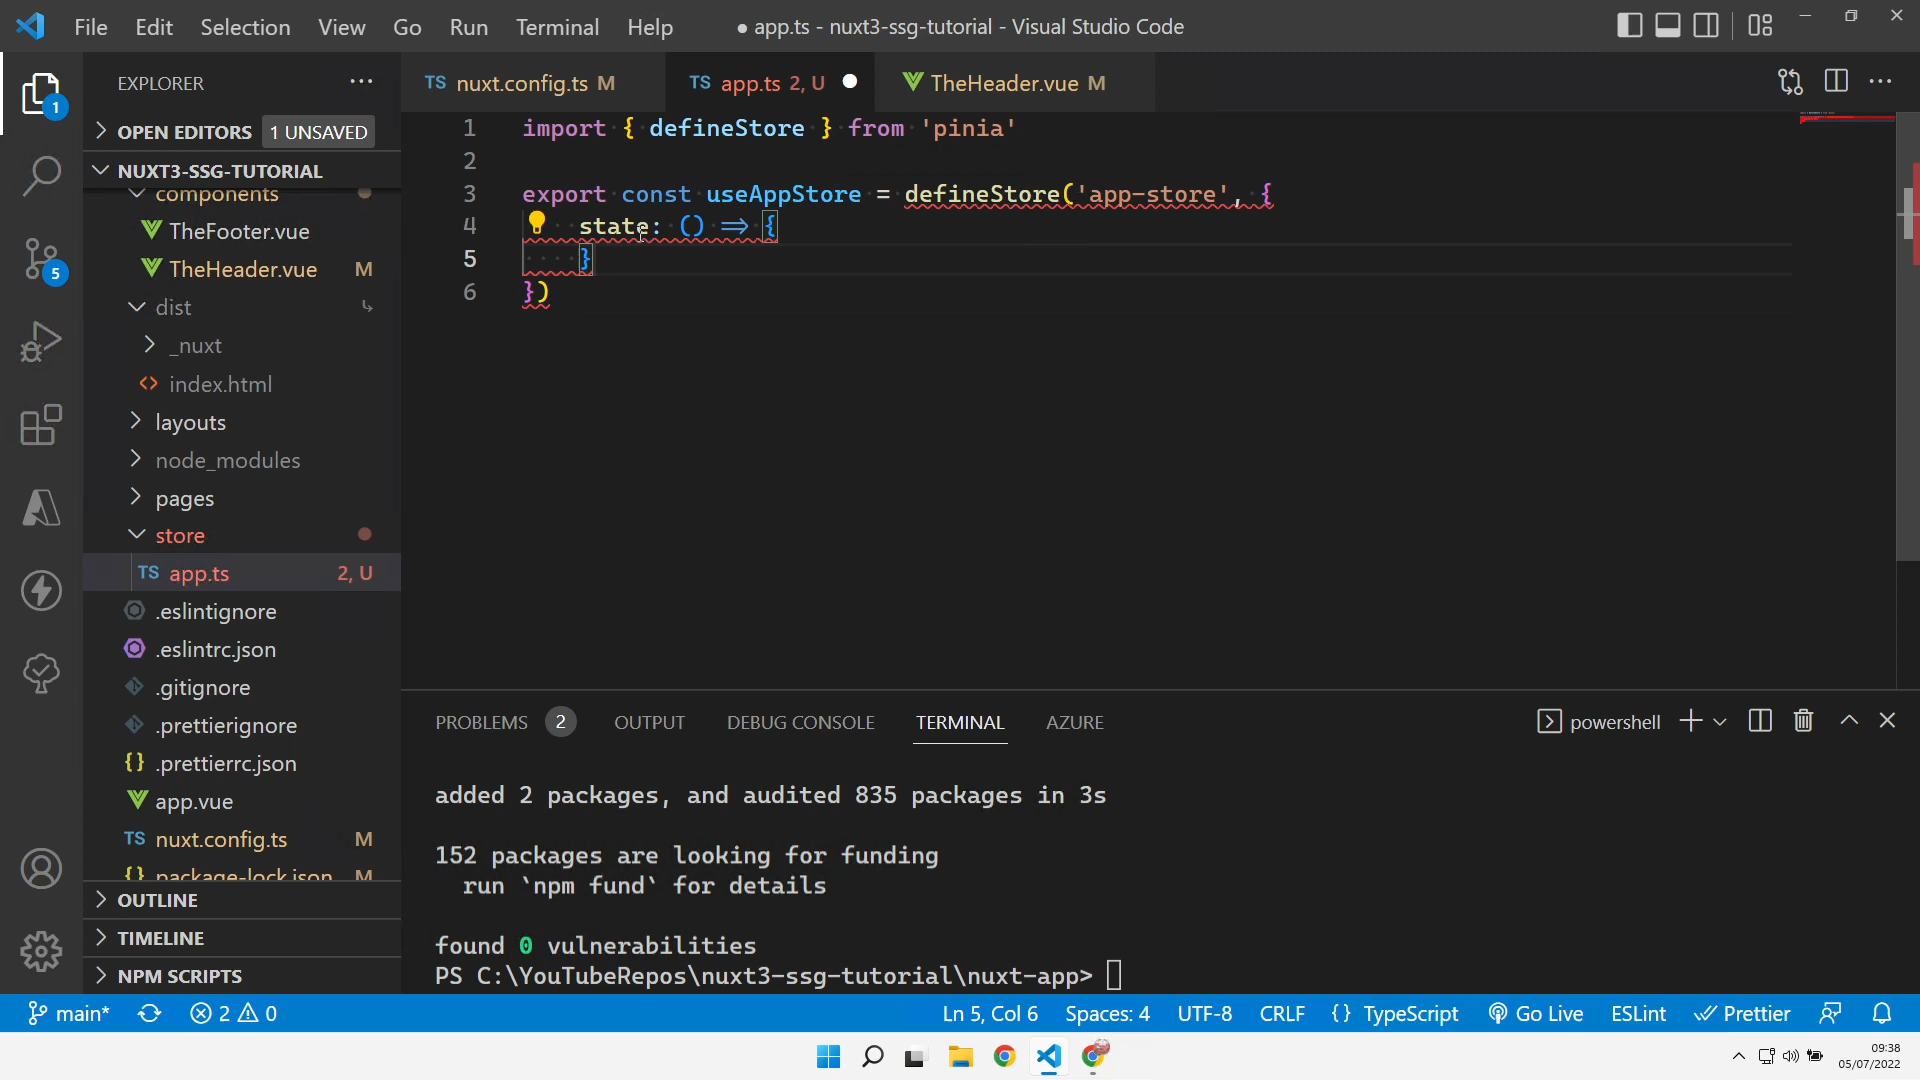 File Edit Selection View Go Run Terminal Help
● app.ts - nuxt3-ssg-tutorial - Visual Studio Code
EXPLORER ···
1
OPEN EDITORS 1 UNSAVED
NUXT3-SSG-TUTORIAL
components
TheFooter.vue
TheHeader.vue M
5
dist
_nuxt
index.html
layouts
node_modules
pages
store
TS app.ts 2, U
.eslintignore
.eslintrc.json
.gitignore
.prettierignore
{} .prettierrc.json
app.vue
TS nuxt.config.ts M
{} package-lock.json M
OUTLINE
TIMELINE
NPM SCRIPTS
TS nuxt.config.ts M
TS app.ts 2, U
TheHeader.vue M
1 import { defineStore } from 'pinia'
2
3 export const useAppStore = defineStore('app-store', {
4 state: () => {
5 }
6 })
PROBLEMS 2 OUTPUT DEBUG CONSOLE TERMINAL AZURE
powershell
added 2 packages, and audited 835 packages in 3s
152 packages are looking for funding
run `npm fund` for details
found 0 vulnerabilities
PS C:\YouTubeRepos\nuxt3-ssg-tutorial\nuxt-app>
main* 2 0 Ln 5, Col 6 Spaces: 4 UTF-8 CRLF {} TypeScript Go Live ESLint Prettier
09:38
05/07/2022